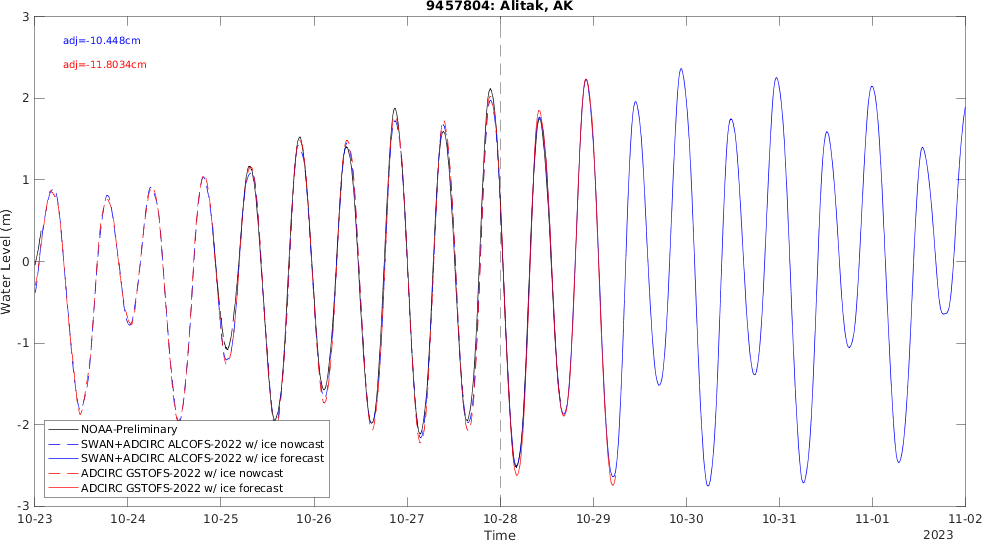 9457804: Alitak, AK
adj=-10.448cm
adj=-11.8034cm
Water Level (m)
3
2
1
0
-1
-2
-3
NOAA-Preliminary
SWAN+ADCIRC ALCOFS-2022 w/ ice nowcast
SWAN+ADCIRC ALCOFS-2022 w/ ice forecast
ADCIRC GSTOFS-2022 w/ ice nowcast
ADCIRC GSTOFS-2022 w/ ice forecast
10-23 10-24 10-25 10-26 10-27 10-28 10-29 10-30 10-31 11-01 11-02
Time
2023